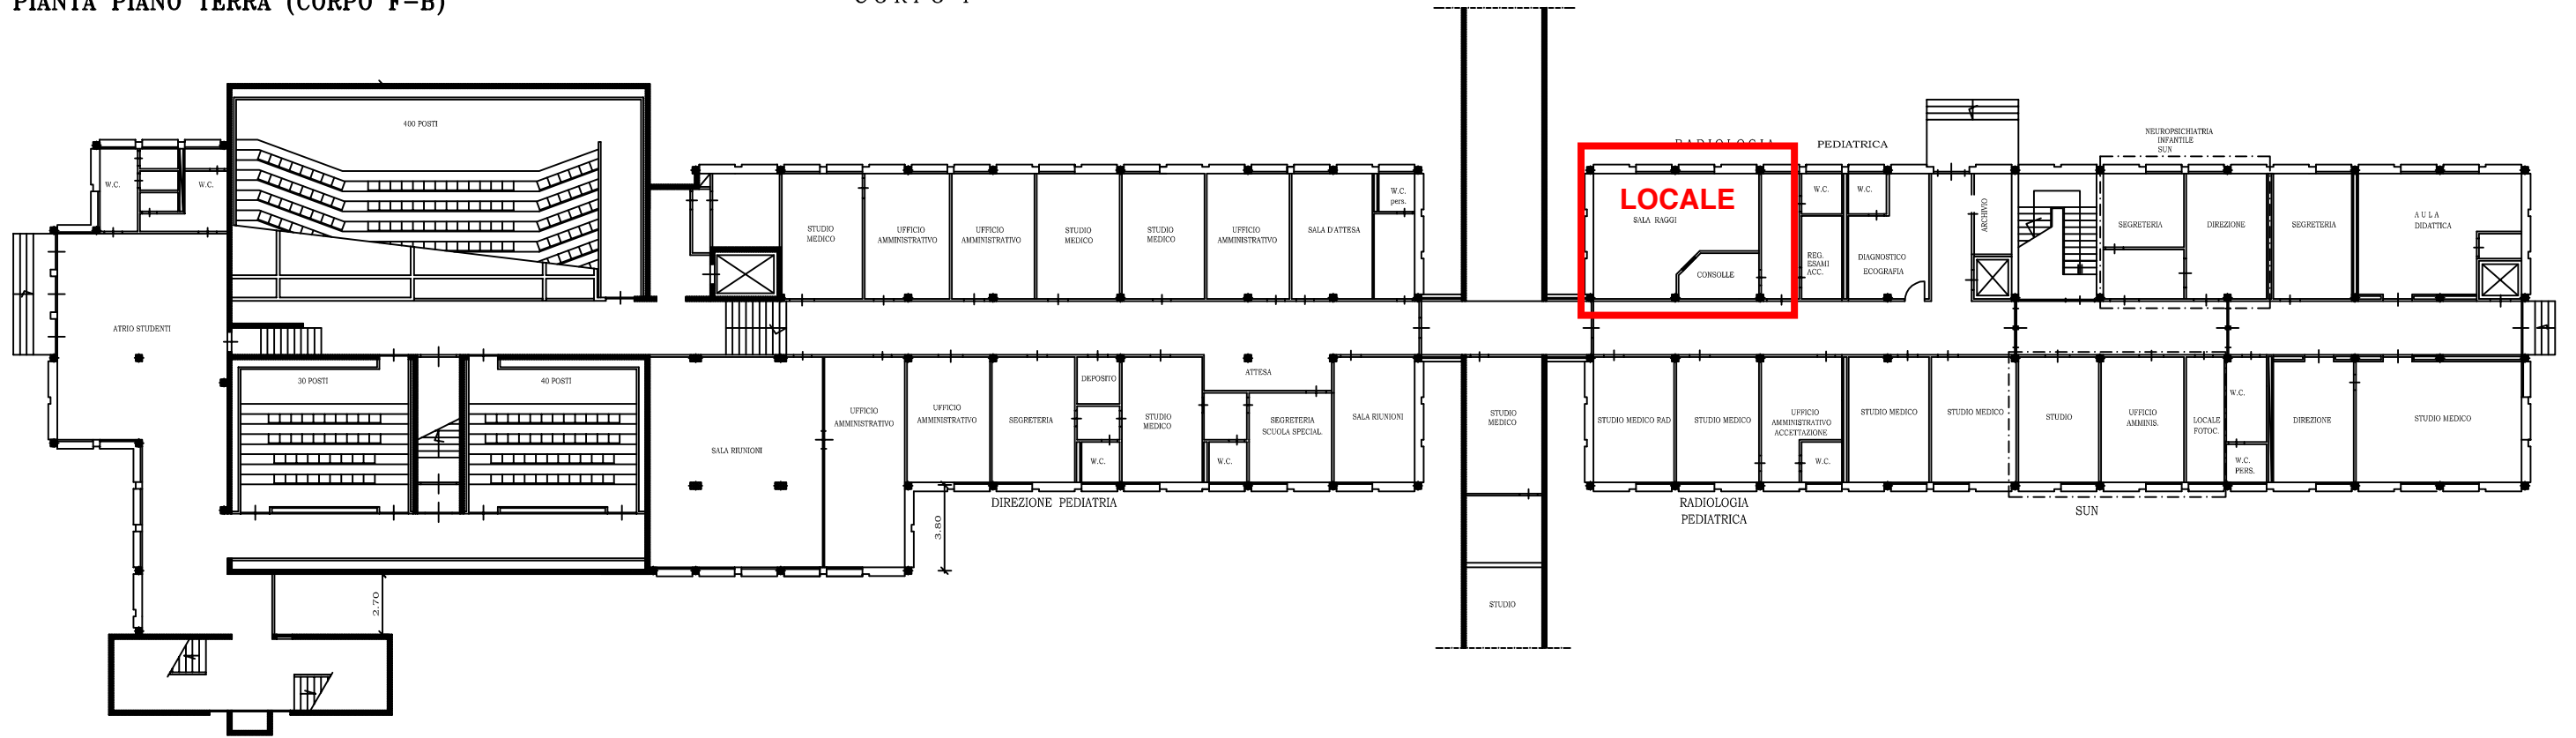 PIANTA PIANO TERRA (CORPO F-B)
400 POSTI
W.C.
W.C.
ATRIO STUDENTI
30 POSTI
40 POSTI
2.70
STUDIO
MEDICO
UFFICIO
AMMINISTRATIVO
UFFICIO
AMMINISTRATIVO
STUDIO
MEDICO
STUDIO
MEDICO
UFFICIO
AMMINISTRATIVO
SALA D'ATTESA
W.C.
pers.
SALA RIUNIONI
UFFICIO
AMMINISTRATIVO
UFFICIO
AMMINISTRATIVO
SEGRETERIA
DEPOSITO
W.C.
STUDIO
MEDICO
ATTESA
W.C.
SEGRETERIA
SCUOLA SPECIAL.
SALA RIUNIONI
DIREZIONE PEDIATRIA
3.80
STUDIO
MEDICO
STUDIO
RADIOLOGIA PEDIATRICA
LOCALE
SALA RAGGI
CONSOLLE
W.C.
REG.
ESAMI
ACC.
W.C.
DIAGNOSTICO
ECOGRAFIA
ARCHIVIO
NEUROPSICHIATRIA
INFANTILE
SUN
SEGRETERIA
DIREZIONE
SEGRETERIA
AULA
DIDATTICA
STUDIO MEDICO RAD
STUDIO MEDICO
UFFICIO
AMMINISTRATIVO
ACCETTAZIONE
W.C.
STUDIO MEDICO
STUDIO MEDICO
STUDIO
UFFICIO
AMMINIS.
LOCALE
FOTOC.
W.C.
W.C.
PERS.
DIREZIONE
STUDIO MEDICO
RADIOLOGIA
PEDIATRICA
SUN